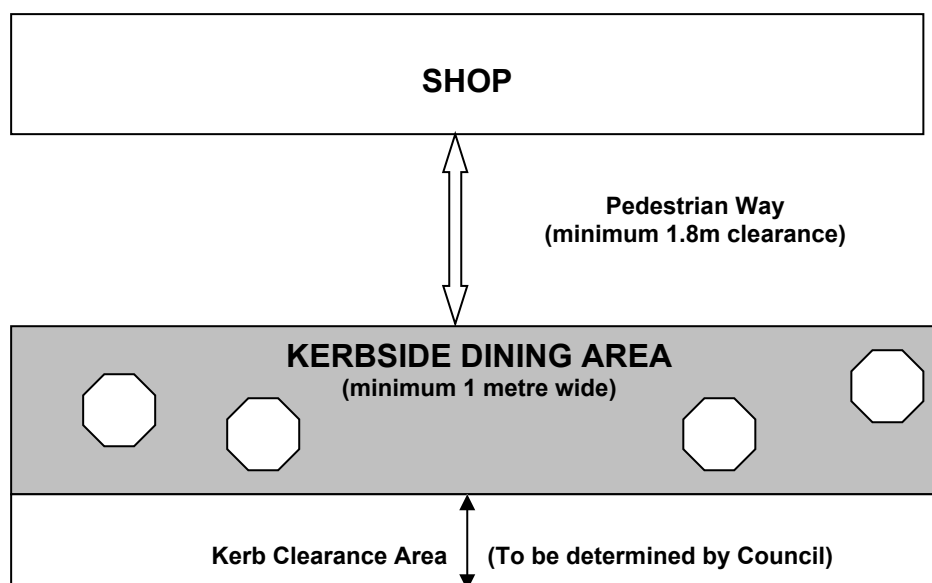 SHOP
Pedestrian Way
(minimum 1.8m clearance)
KERBSIDE DINING AREA
(minimum 1 metre wide)
Kerb Clearance Area (To be determined by Council)